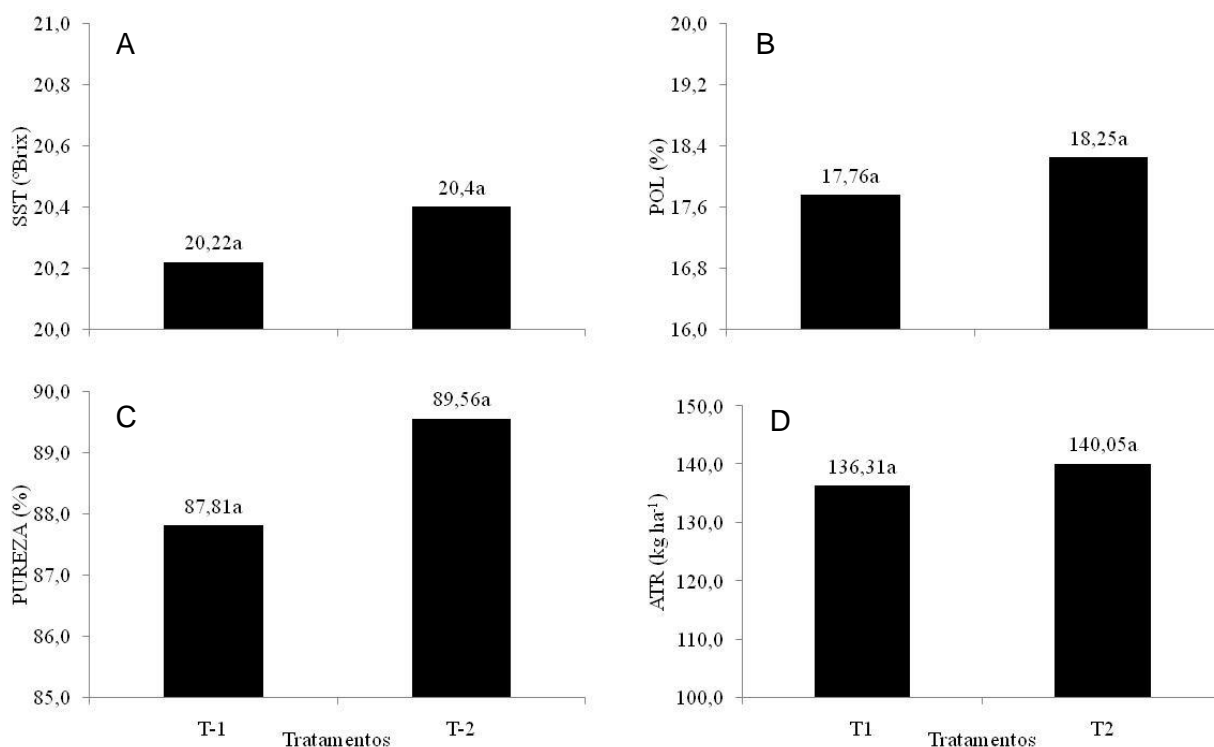 A
SST (°Brix)
21,0
20,8
20,6
20,4
20,2
20,0
20,22a
20,4a
B
POL (%)
20,0
19,2
18,4
17,6
16,8
16,0
17,76a
18,25a
C
PUREZA (%)
90,0
89,0
88,0
87,0
86,0
85,0
87,81a
89,56a
T-1
Tratamentos
T-2
D
ATR (kg ha⁻¹)
150,0
140,0
130,0
120,0
110,0
100,0
136,31a
140,05a
T1
Tratamentos
T2